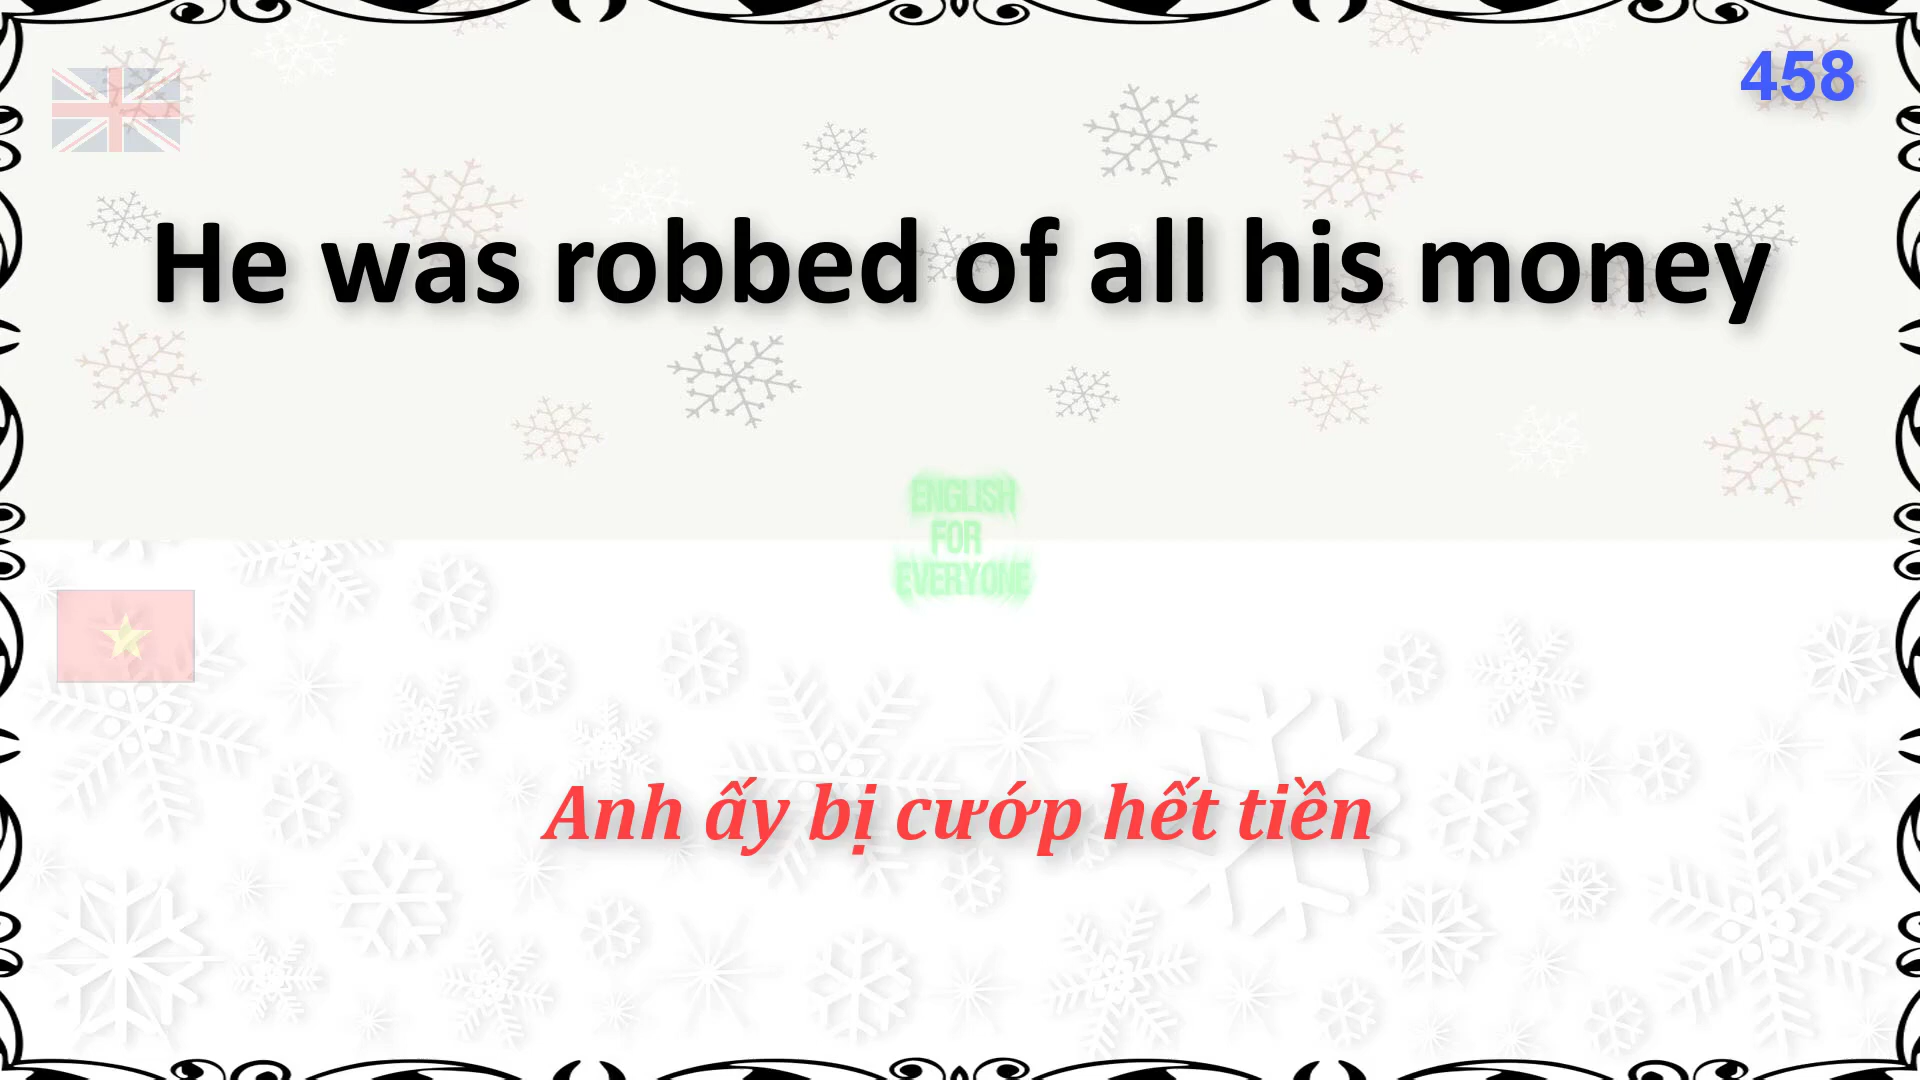 458
He was robbed of all his money
ENGLISH
FOR
EVERYONE
Anh ấy bị cướp hết tiền